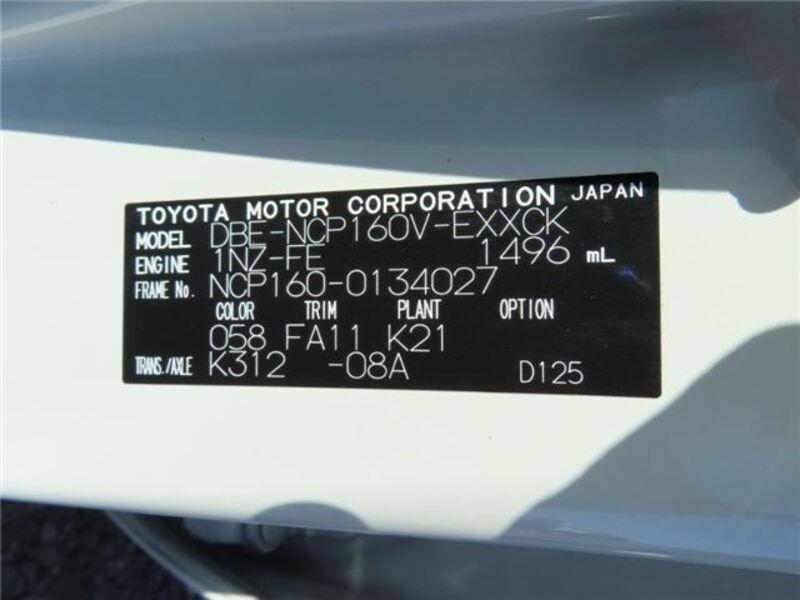 TOYOTA MOTOR CORPORATION JAPAN
MODEL DBE-NCP160V-EXXCK
ENGINE 1NZ-FE 1496 mL
FRAME No. NCP160-0134027
COLOR TRIM PLANT OPTION
058 FA11 K21
TRANS./AXLE K312 -08A D125